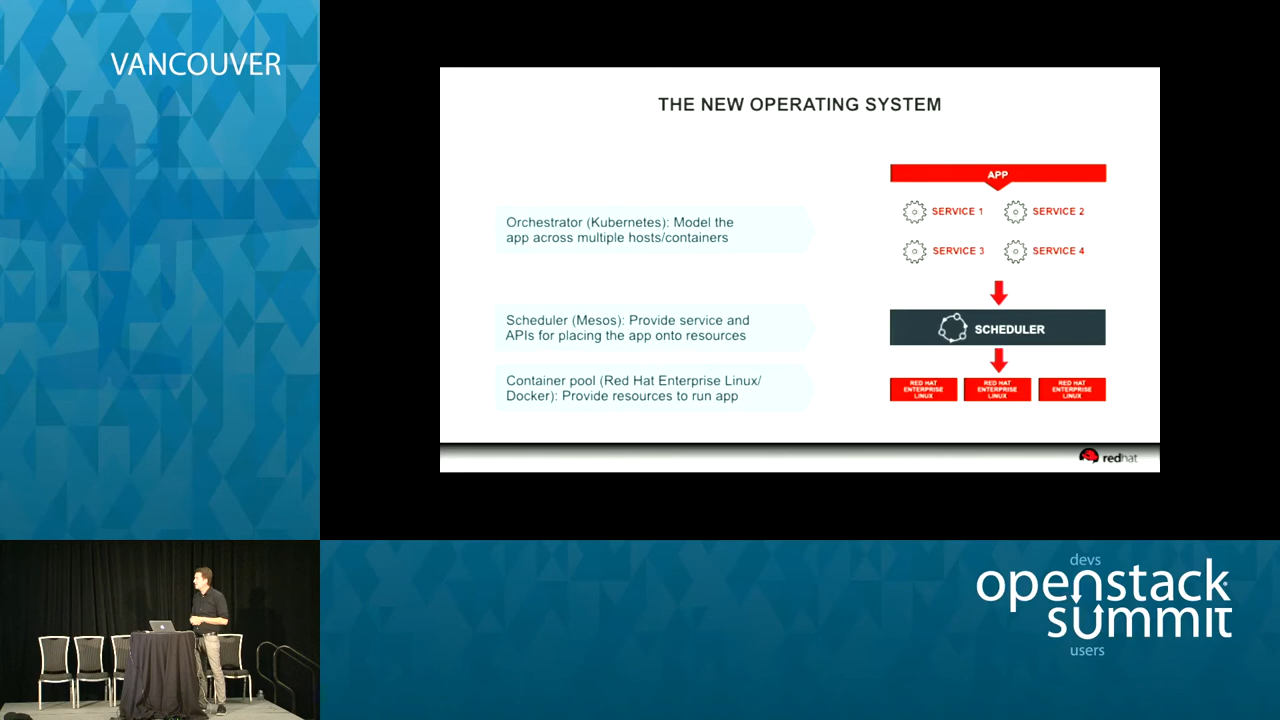 VANCOUVER
THE NEW OPERATING SYSTEM
Orchestrator (Kubernetes): Model the
app across multiple hosts/containers
Scheduler (Mesos): Provide service and
APIs for placing the app onto resources
Container pool (Red Hat Enterprise Linux/
Docker): Provide resources to run app
APP
SERVICE 1
SERVICE 2
SERVICE 3
SERVICE 4
SCHEDULER
RED HAT
ENTERPRISE
LINUX
RED HAT
ENTERPRISE
LINUX
RED HAT
ENTERPRISE
LINUX
redhat
devs
openstack
summit
users